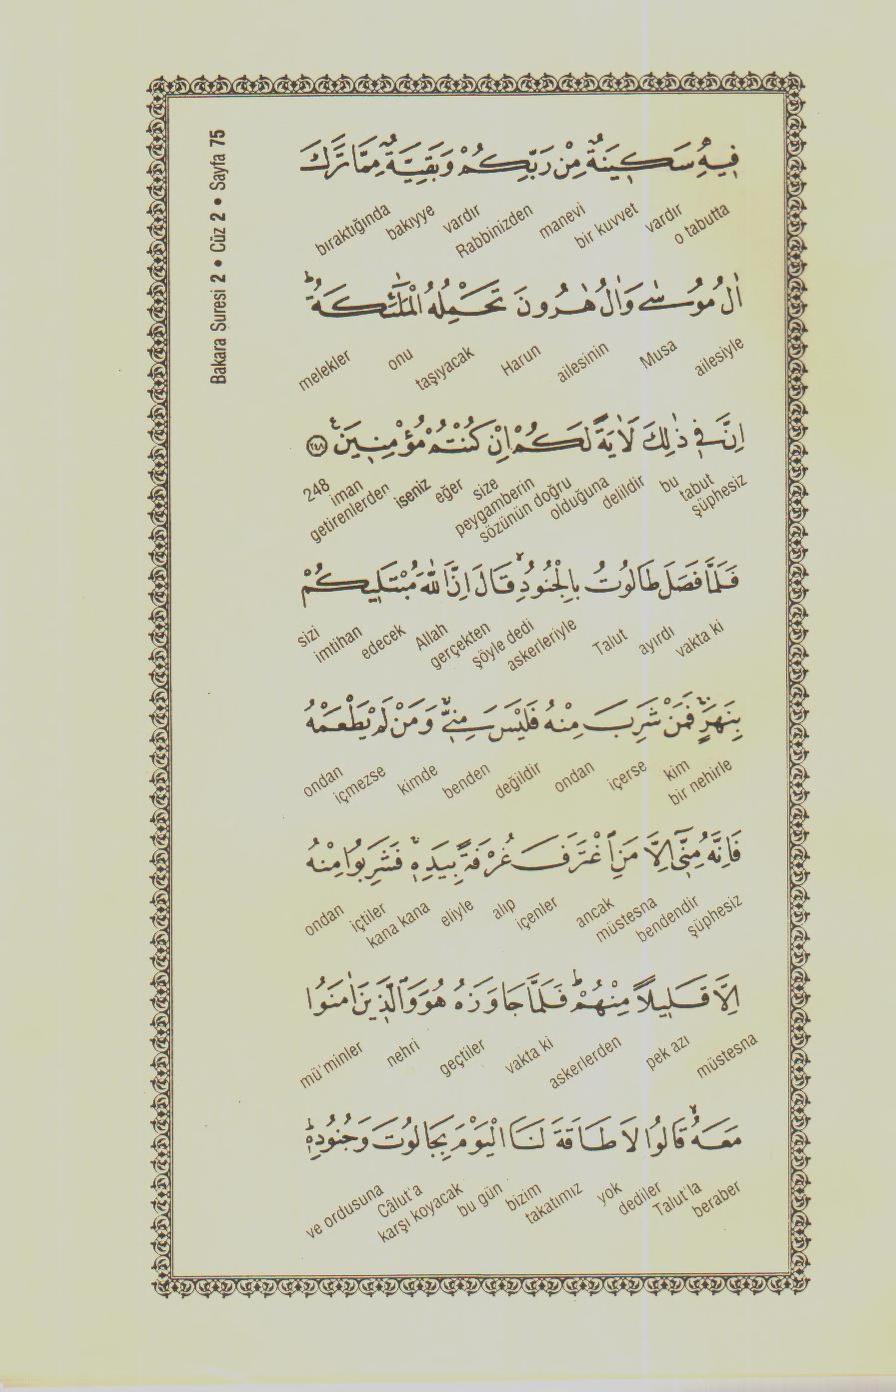 Bakara Suresi 2 • Cüz 2 • Sayfa 75
فِيهِ سَكِينَةٌ مِنْ رَبِّكُمْ وَبَقِيَّةٌ مِمَّا تَرَكَ
o tabutta vardır bir kuvvet manevi Rabbinizden vardır bakıyye bıraktığında
اٰلُ مُوسٰى وَاٰلُ هٰرُونَ تَحْمِلُهُ الْمَلٰٓئِكَةُ ط
ailesiyle Musa ailesinin Harun taşıyacak onu melekler
اِنَّ فِى ذٰلِكَ لَاٰيَةً لَكُمْ اِنْ كُنْتُمْ مُؤْمِنِينَ ع ﴿٢٤٨﴾
şüphesiz tabut bu delildir olduğuna sözünün doğru peygamberin size eğer iseniz getirenlerden iman 248
فَلَمَّا فَصَلَ طَالُوتُ بِالْجُنُودِ قَالَ اِنَّ اللّٰهَ مُبْتَلِيكُمْ
vakta ki ayırdı Talut askerleriyle şöyle dedi gerçekten Allah edecek imtihan sizi
بِنَهَرٍ فَمَنْ شَرِبَ مِنْهُ فَلَيْسَ مِنِّى وَمَنْ لَمْ يَطْعَمْهُ
bir nehirle kim içerse ondan değildir benden kimde içmezse ondan
فَاِنَّهُ مِنِّٓى اِلَّا مَنِ اغْتَرَفَ غُرْفَةً بِيَدِهِ فَشَرِبُوا مِنْهُ
şüphesiz bendendir müstesna ancak içenler alıp eliyle kana kana içtiler ondan
اِلَّا قَلِيلًا مِنْهُمْ ط فَلَمَّا جَاوَزَهُ هُوَ وَالَّذِينَ اٰمَنُوا
müstesna pek azı askerlerden vakta ki geçtiler nehri mü'minler
مَعَهُ قَالُوا لَا طَاقَةَ لَنَا الْيَوْمَ بِجَالُوتَ وَجُنُودِهِ ط
beraber Talut'la dediler yok takatımız bizim bu gün karşı koyacak Câlut'a ve ordusuna